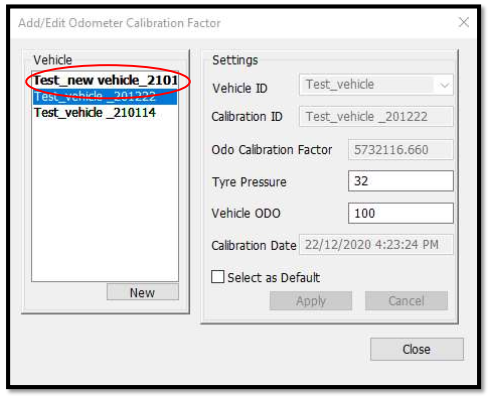 Add/Edit Odometer Calibration Factor
Vehicle
Test_new vehicle_2101
Test_vehicle _201222
Test_vehicle _210114
New
Settings
Vehicle ID Test_vehicle
Calibration ID Test_vehicle _201222
Odo Calibration Factor 5732116.660
Tyre Pressure 32
Vehicle ODO 100
Calibration Date 22/12/2020 4:23:24 PM
Select as Default
Apply Cancel
Close